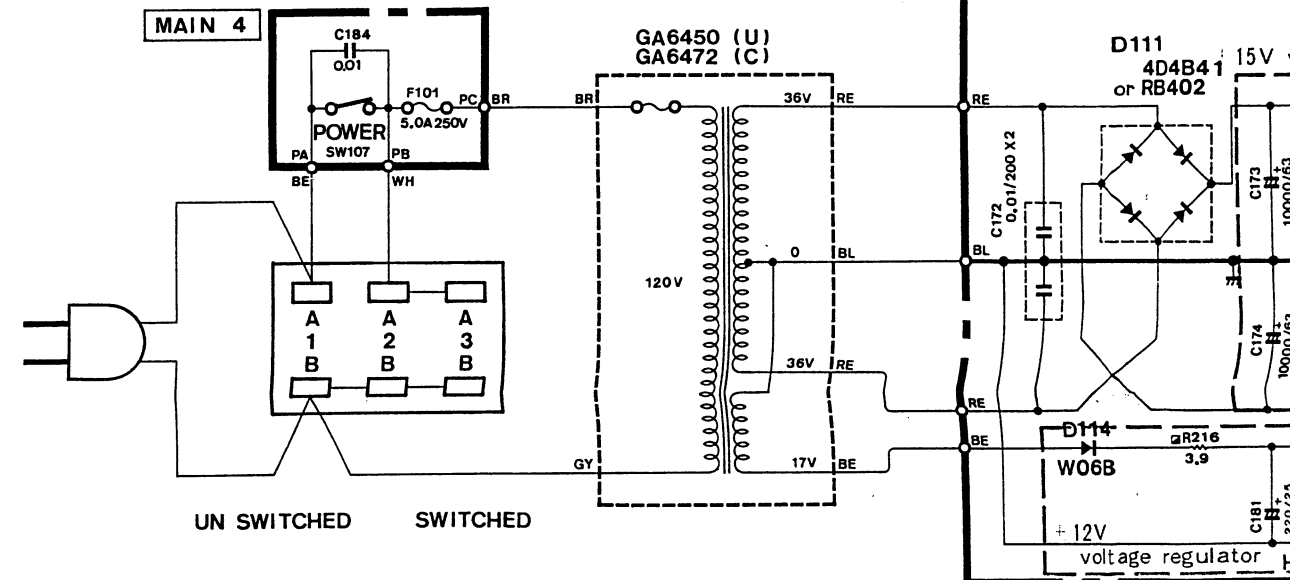 MAIN 4
C184
0.01
F101
5.0A 250V
POWER
SW107
PA
PB
PC
BR
BE
WH
A A A
1 2 3
B B B
UN SWITCHED
SWITCHED
GA6450 (U)
GA6472 (C)
BR
GY
120V
36V
RE
0
BL
36V
RE
17V
BE
RE
BL
RE
BE
C172
0.01/200 X2
D111
4D4B41
or RB402
15V
C173
+
10000/63
C174
+
D114
W06B
R216
3.9
C181
+
+12V
voltage regulator